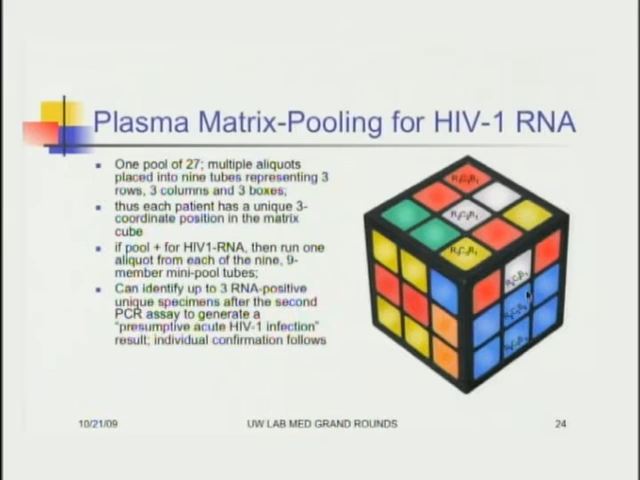 Plasma Matrix-Pooling for HIV-1 RNA
One pool of 27; multiple aliquots
placed into nine tubes representing 3
rows, 3 columns and 3 boxes;
thus each patient has a unique 3-
coordinate position in the matrix
cube
if pool + for HIV1-RNA, then run one
aliquot from each of the nine, 9-
member mini-pool tubes;
Can identify up to 3 RNA-positive
unique specimens after the second
PCR assay to generate a
"presumptive acute HIV-1 infection"
result; individual confirmation follows
10/21/09
UW LAB MED GRAND ROUNDS
24